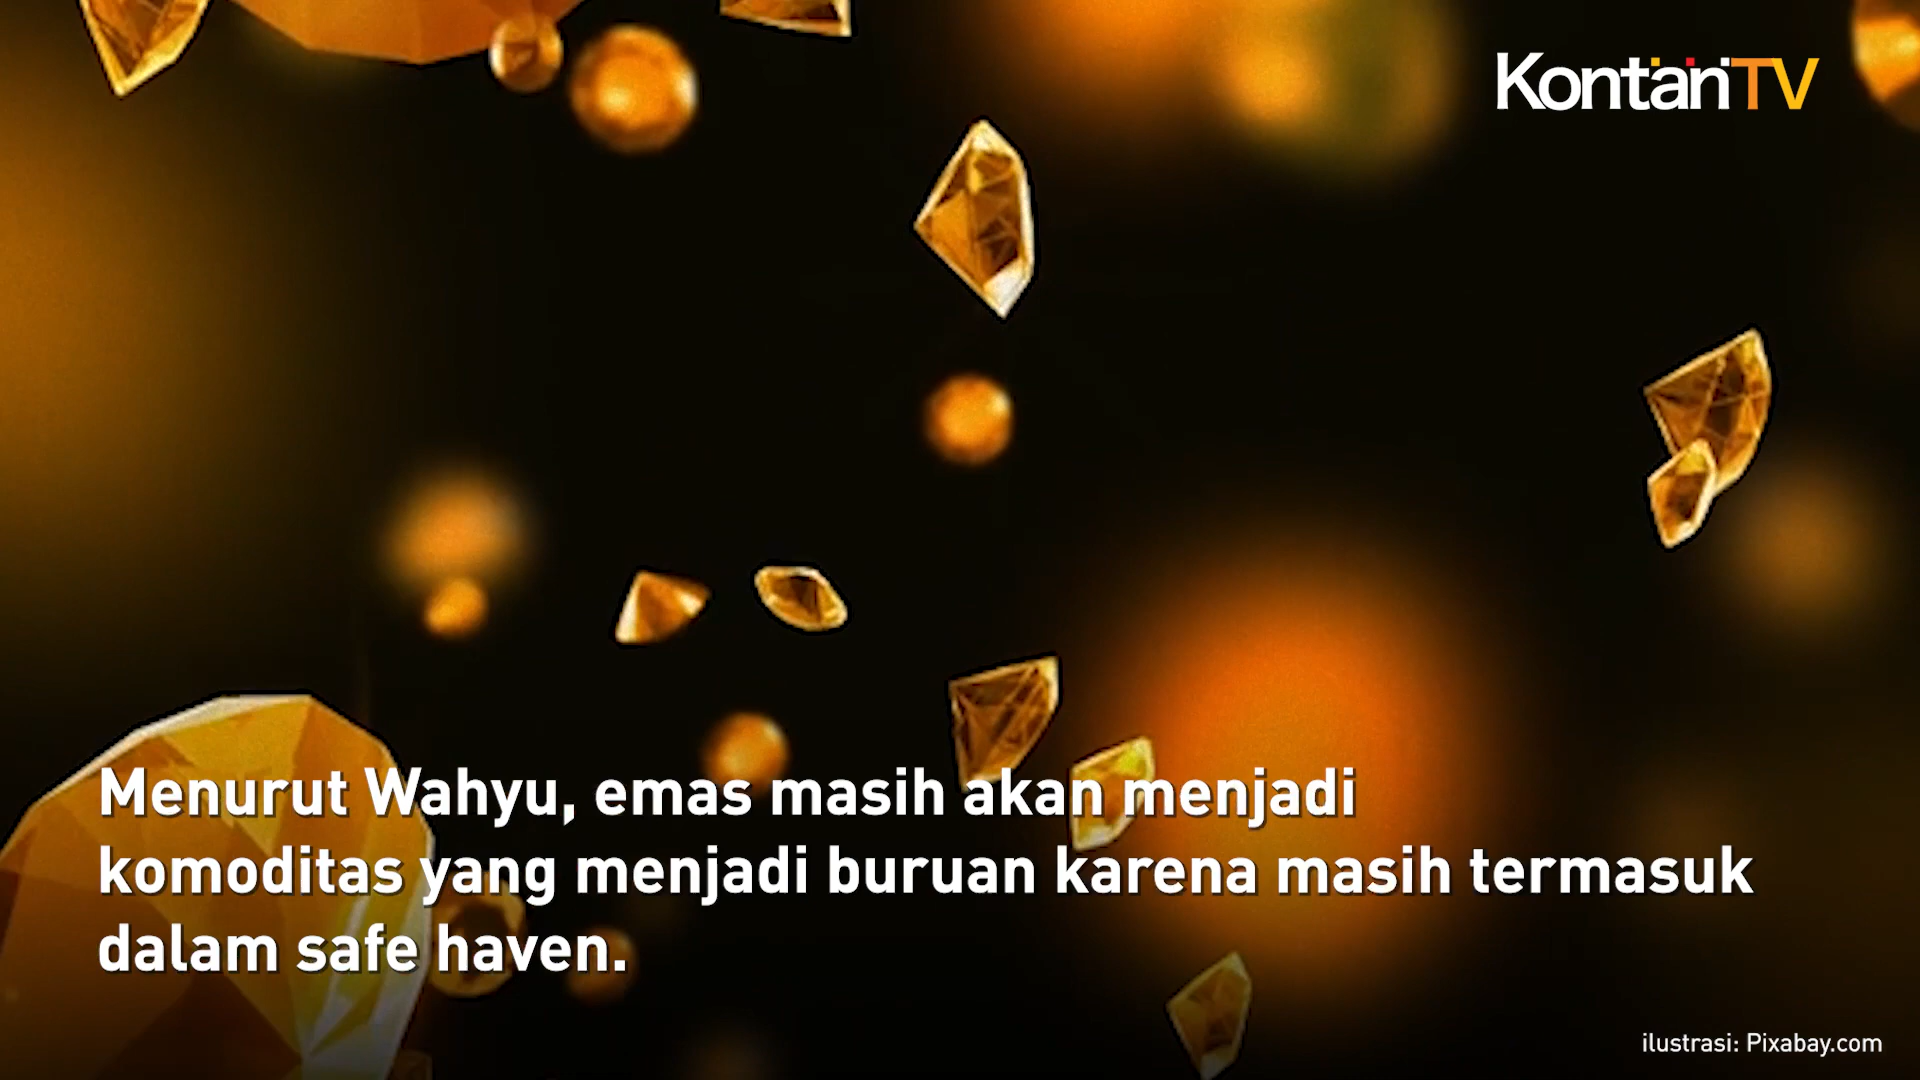 KontanTV
Menurut Wahyu, emas masih akan menjadi
komoditas yang menjadi buruan karena masih termasuk
dalam safe haven.
ilustrasi: Pixabay.com